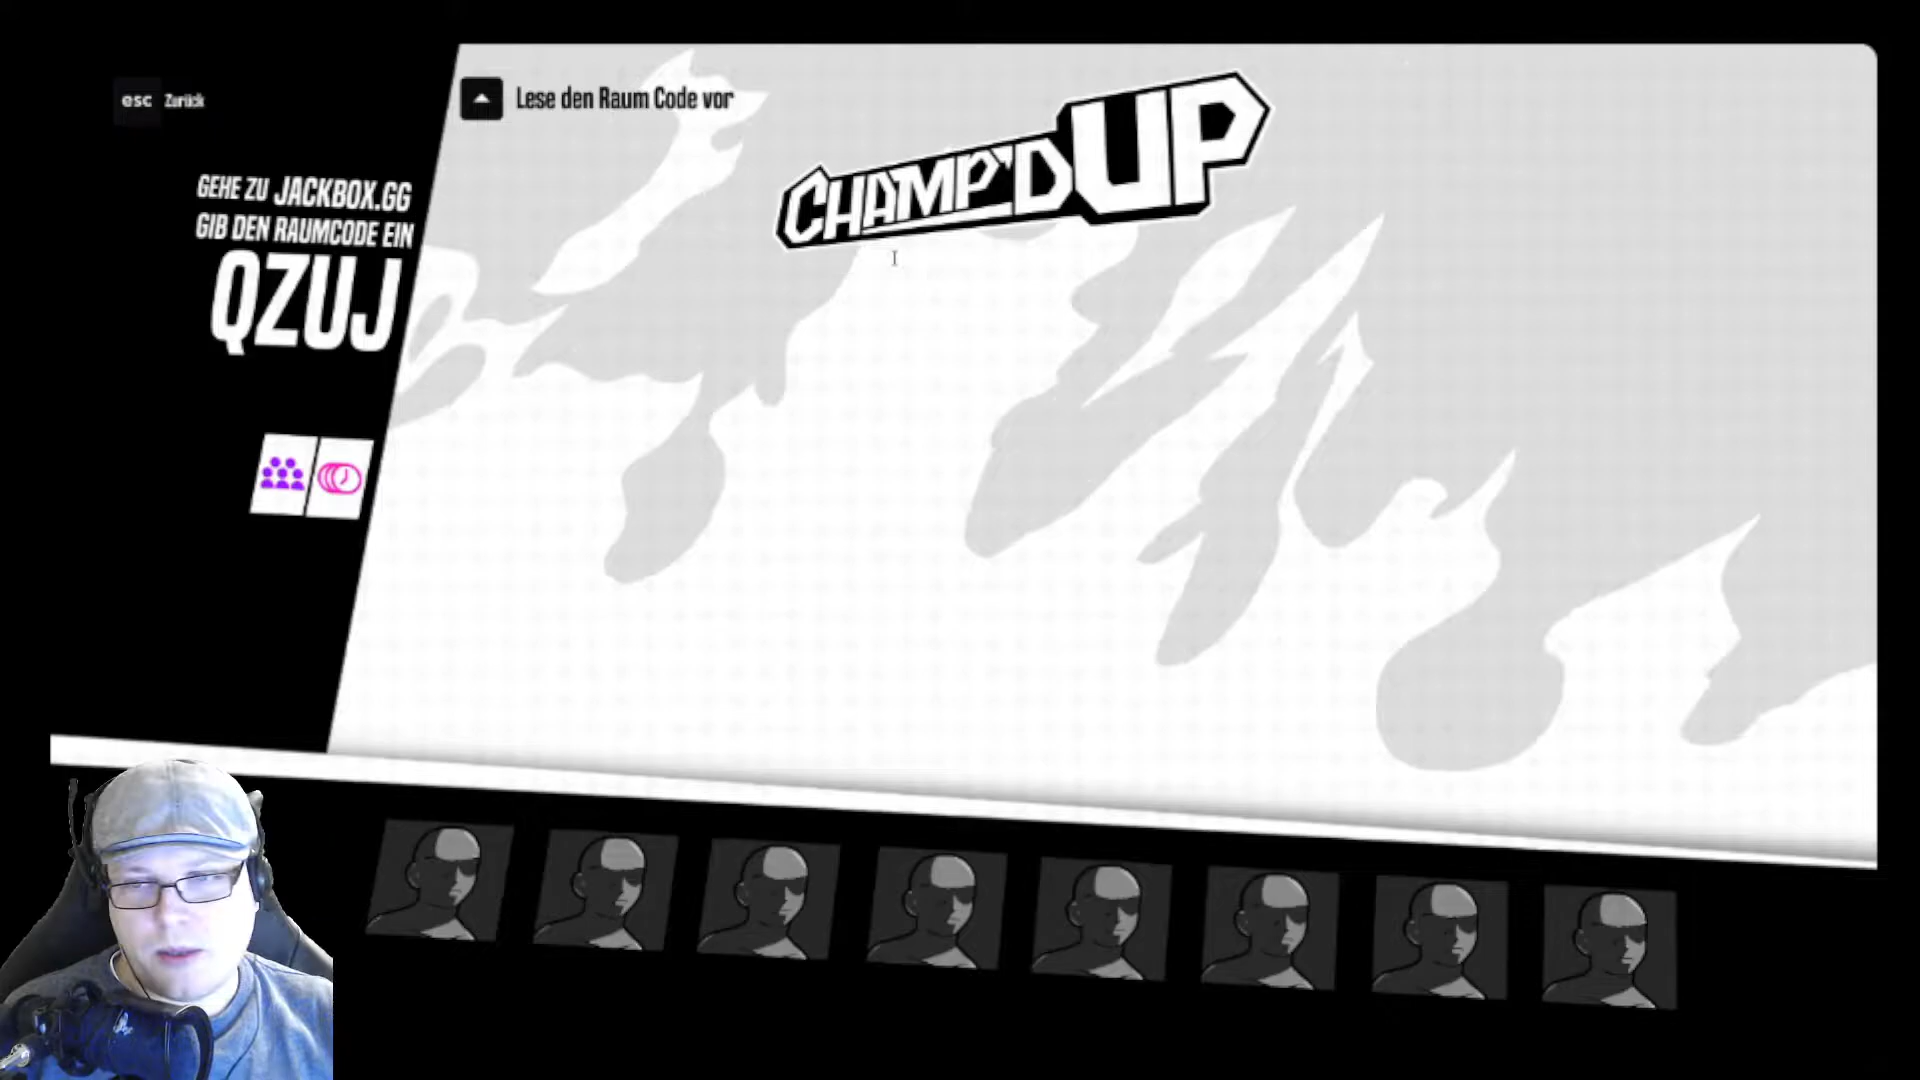 esc Zurück
Lese den Raum Code vor
CHAMP'D UP
GEHE ZU JACKBOX.GG
GIB DEN RAUMCODE EIN
QZUJ